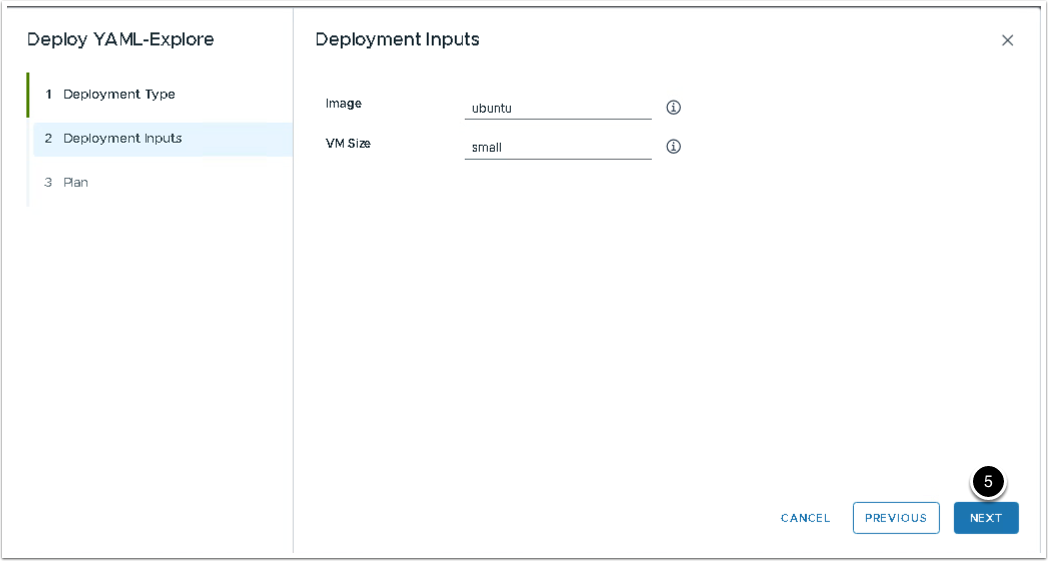 Deploy YAML-Explore
1 Deployment Type
2 Deployment Inputs
3 Plan
Deployment Inputs
Image
ubuntu
VM Size
small
5
CANCEL
PREVIOUS
NEXT